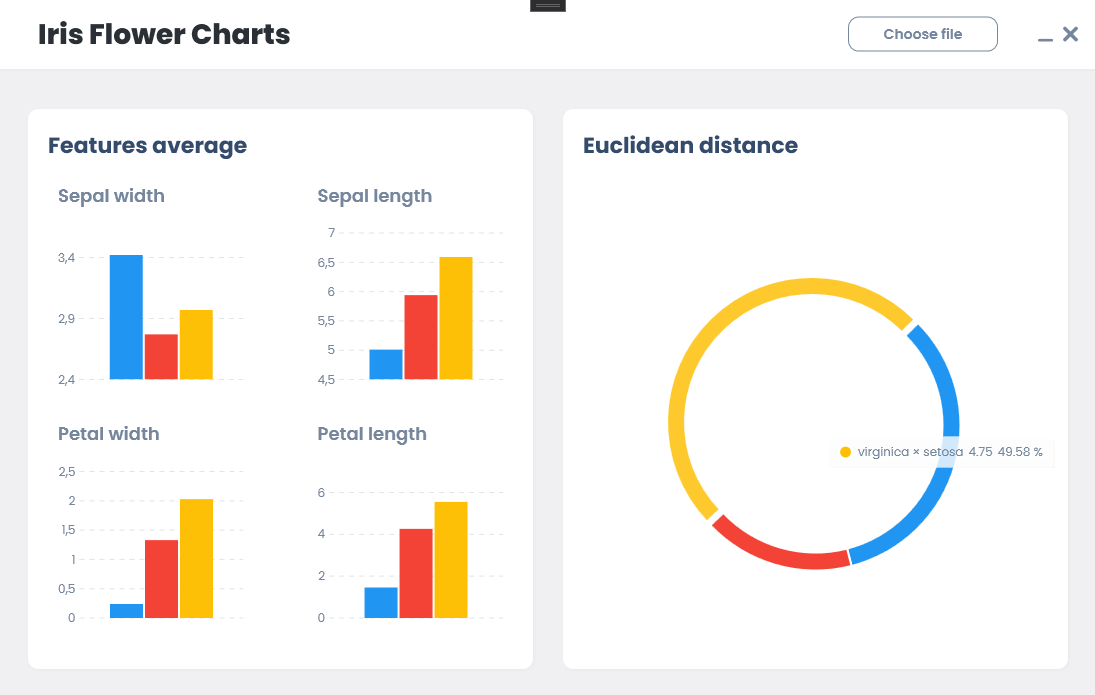 Iris Flower Charts
Choose file
Features average
Sepal width
3,4
2,9
2,4
Sepal length
7
6,5
6
5,5
5
4,5
Petal width
2,5
2
1,5
1
0,5
0
Petal length
6
4
2
0
Euclidean distance
virginica × setosa 4.75 49.58 %